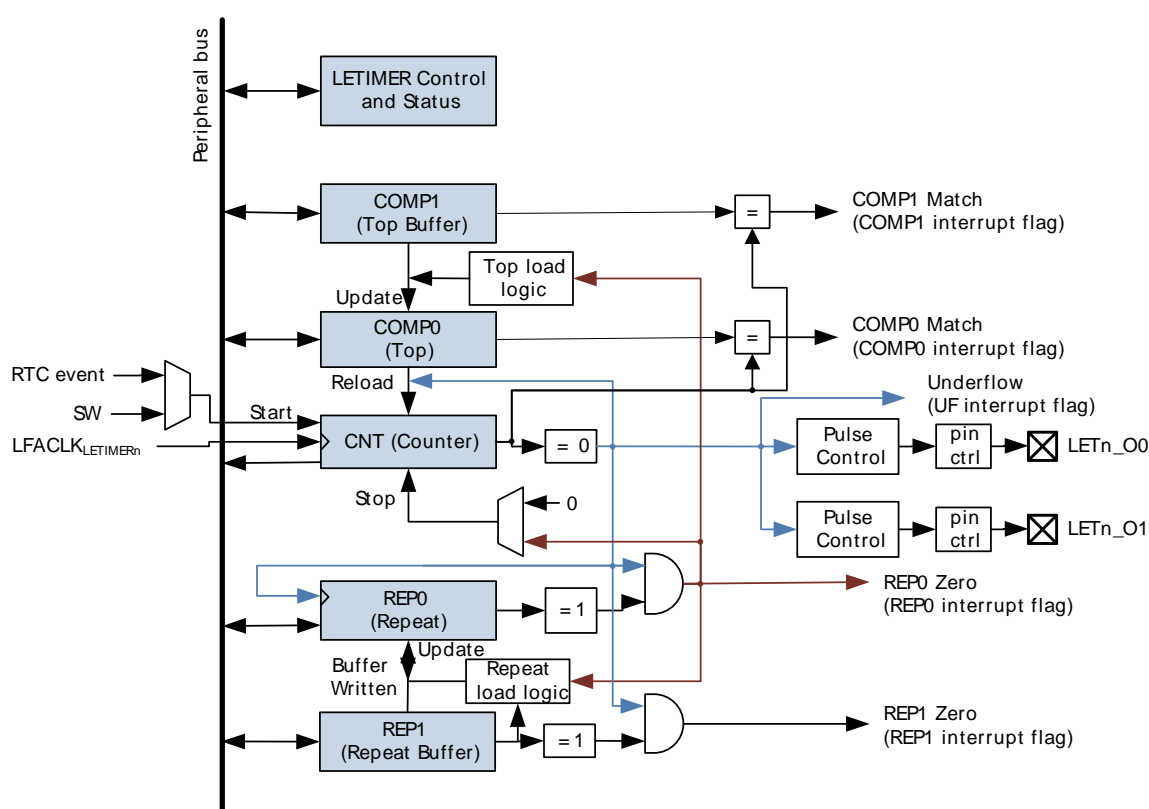 Peripheral bus
LETIMER Control
and Status
COMP1
(Top Buffer)
=
COMP1 Match
(COMP1 interrupt flag)
Top load
logic
Update
COMP0
(Top)
=
COMP0 Match
(COMP0 interrupt flag)
RTC event
SW
LFACLKLETIMERn
Reload
Start
CNT (Counter)
= 0
Underflow
(UF interrupt flag)
Pulse
Control
pin
ctrl
LETn_O0
Stop
0
Pulse
Control
pin
ctrl
LETn_O1
REP0
(Repeat)
= 1
REP0 Zero
(REP0 interrupt flag)
Update
Buffer
Written
Repeat
load logic
REP1
(Repeat Buffer)
= 1
REP1 Zero
(REP1 interrupt flag)